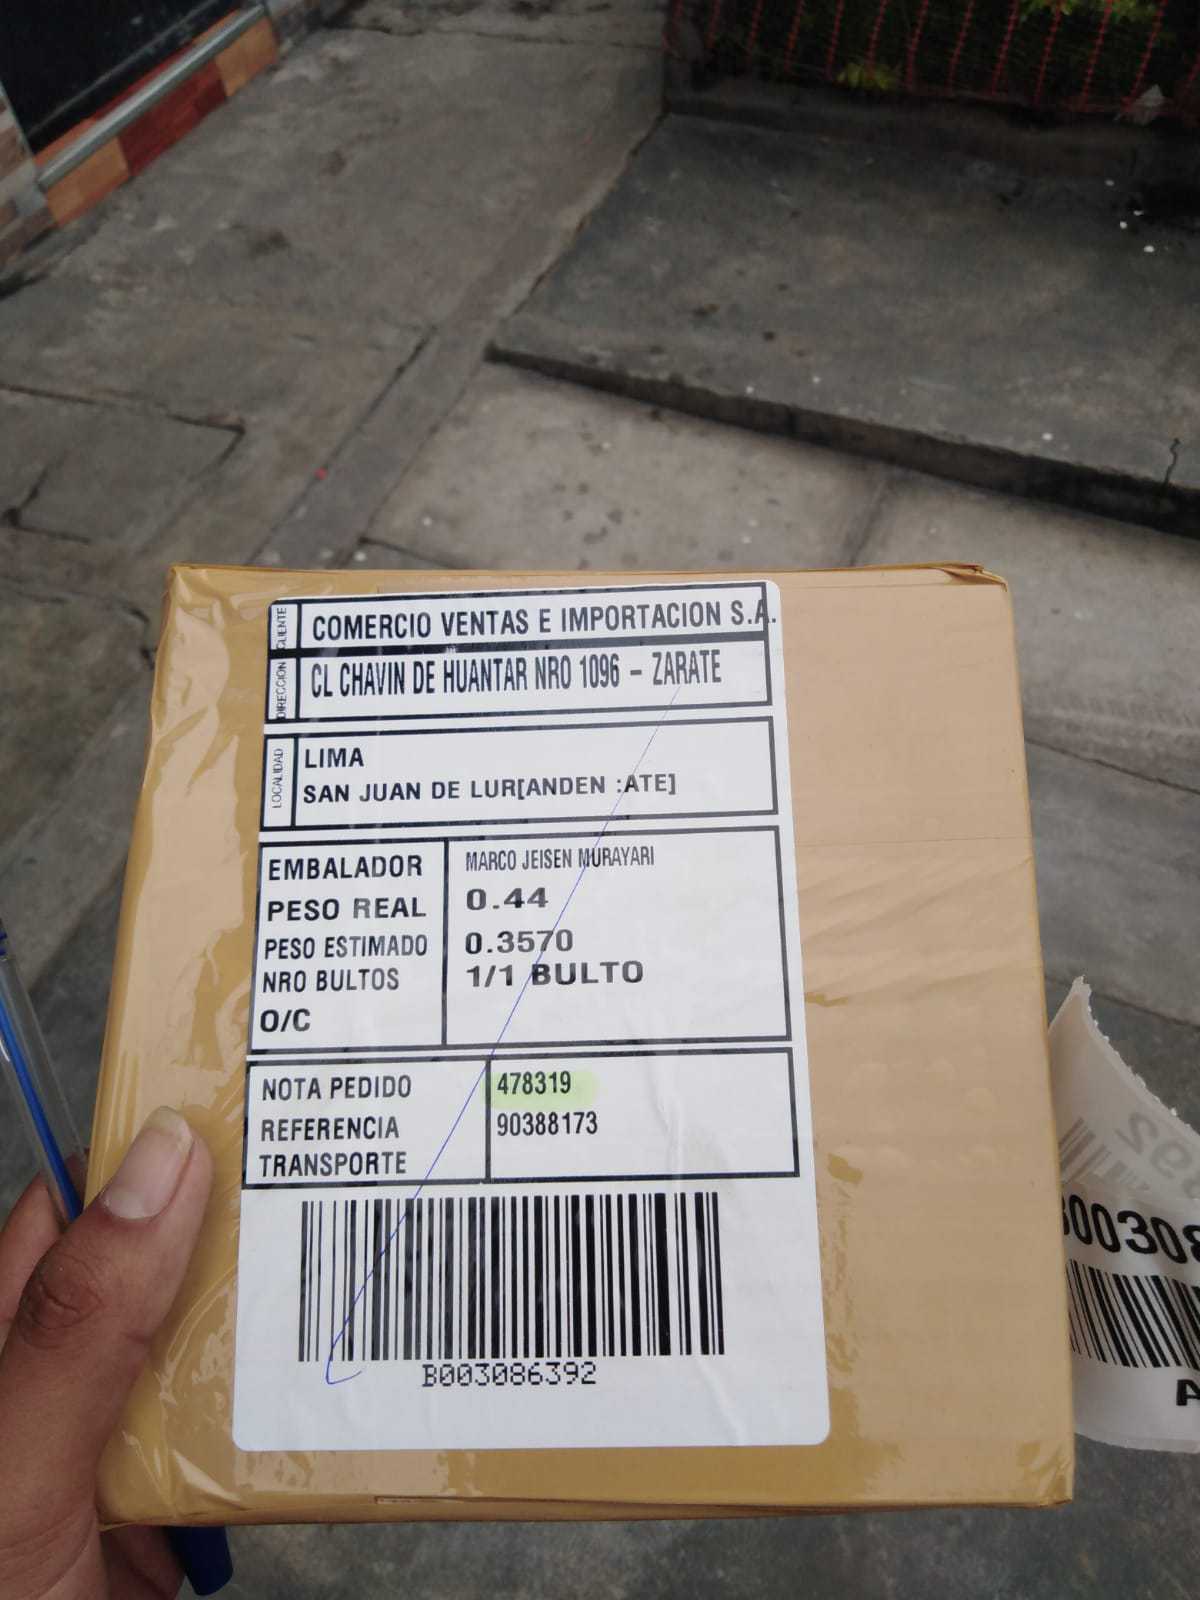 CLIENTE COMERCIO VENTAS E IMPORTACION S.A.
DIRECCION CL CHAVIN DE HUANTAR NRO 1096 - ZARATE
LOCALIDAD LIMA
SAN JUAN DE LUR[ANDEN :ATE]
EMBALADOR MARCO JEISEN MURAYARI
PESO REAL 0.44
PESO ESTIMADO 0.3570
NRO BULTOS 1/1 BULTO
O/C
NOTA PEDIDO 478319
REFERENCIA 90388173
TRANSPORTE
B003086392